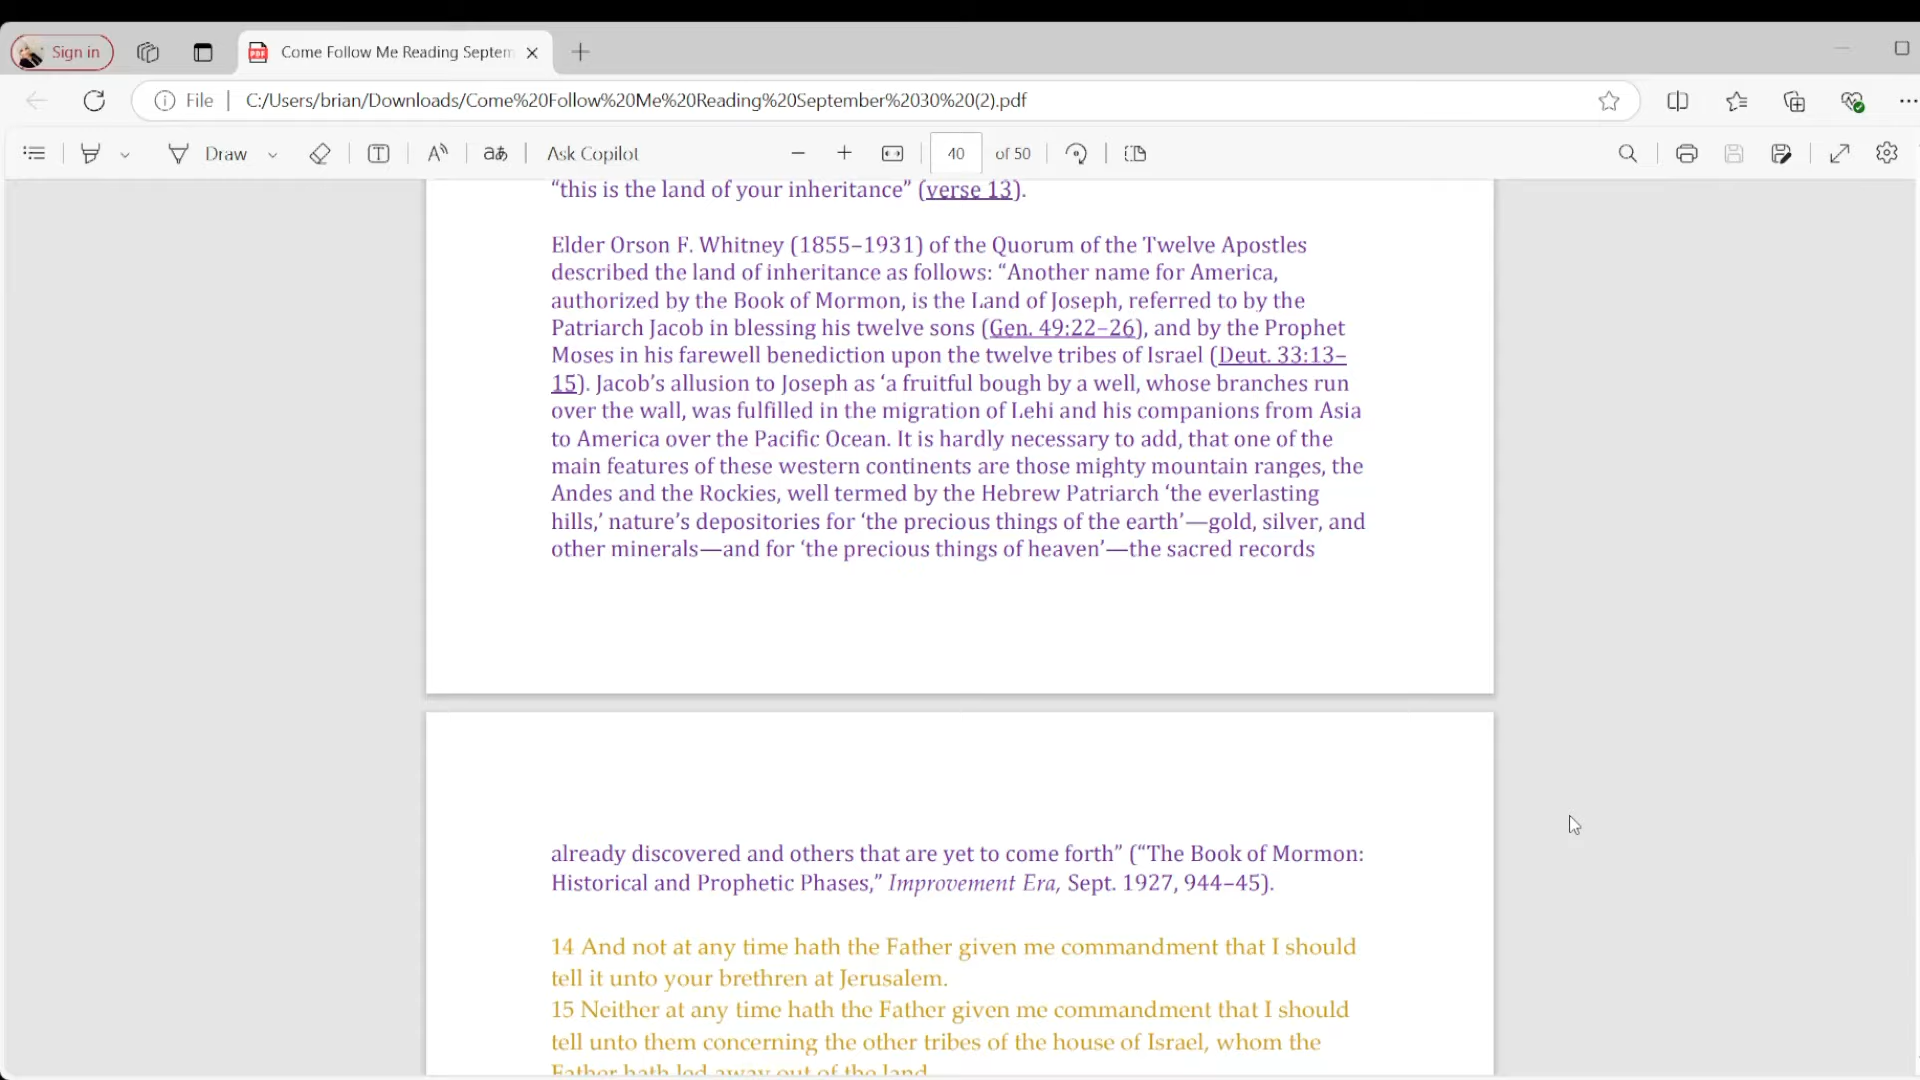 Sign in
Come Follow Me Reading Septem
File
C:/Users/brian/Downloads/Come%20Follow%20Me%20Reading%20September%2030%20(2).pdf
Draw
Ask Copilot
40 of 50
“this is the land of your inheritance” (verse 13).
Elder Orson F. Whitney (1855–1931) of the Quorum of the Twelve Apostles
described the land of inheritance as follows: “Another name for America,
authorized by the Book of Mormon, is the Land of Joseph, referred to by the
Patriarch Jacob in blessing his twelve sons (Gen. 49:22–26), and by the Prophet
Moses in his farewell benediction upon the twelve tribes of Israel (Deut. 33:13–
15). Jacob’s allusion to Joseph as ‘a fruitful bough by a well, whose branches run
over the wall, was fulfilled in the migration of Lehi and his companions from Asia
to America over the Pacific Ocean. It is hardly necessary to add, that one of the
main features of these western continents are those mighty mountain ranges, the
Andes and the Rockies, well termed by the Hebrew Patriarch ‘the everlasting
hills,’ nature’s depositories for ‘the precious things of the earth’—gold, silver, and
other minerals—and for ‘the precious things of heaven’—the sacred records
already discovered and others that are yet to come forth” (“The Book of Mormon:
Historical and Prophetic Phases,” Improvement Era, Sept. 1927, 944–45).
14 And not at any time hath the Father given me commandment that I should
tell it unto your brethren at Jerusalem.
15 Neither at any time hath the Father given me commandment that I should
tell unto them concerning the other tribes of the house of Israel, whom the
Father hath led away out of the land.